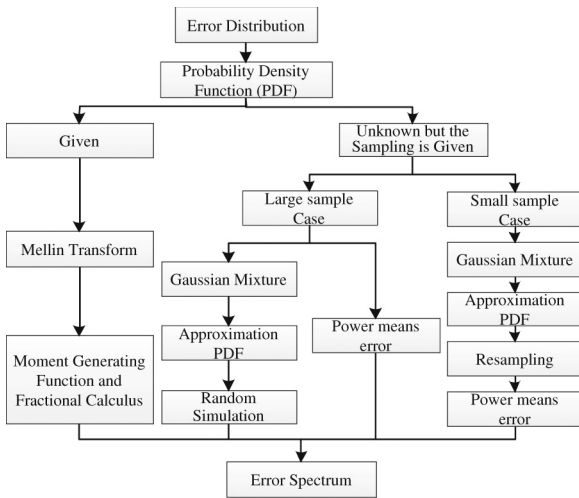 Error Distribution
Probability Density
Function (PDF)
Given
Unknown but the
Sampling is Given
Large sample
Case
Small sample
Case
Mellin Transform
Gaussian Mixture
Gaussian Mixture
Approximation
PDF
Approximation
PDF
Power means
error
Moment Generating
Function and
Fractional Calculus
Resampling
Random
Simulation
Power means
error
Error Spectrum